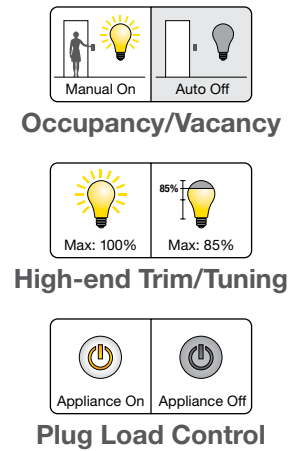 Manual On
Auto Off
Occupancy/Vacancy
85%
Max: 100%
Max: 85%
High-end Trim/Tuning
Appliance On
Appliance Off
Plug Load Control